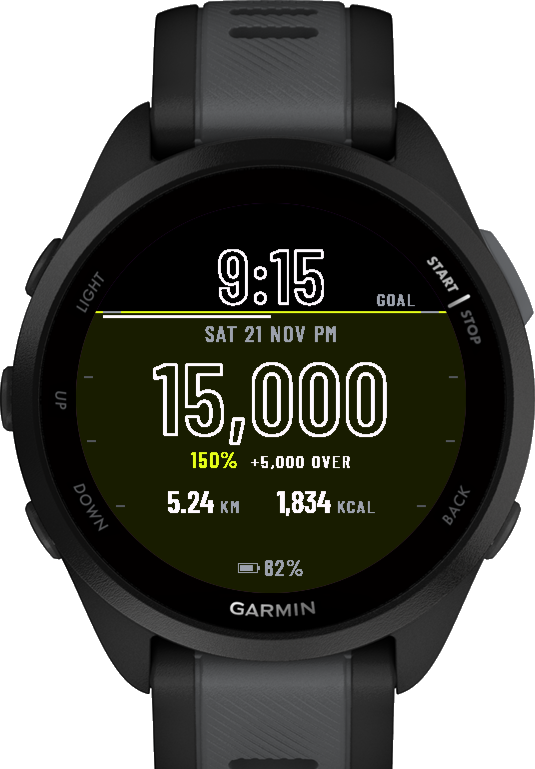 9:15
GOAL
SAT 21 NOV PM
15,000
150% +5,000 OVER
5.24 KM 1,834 KCAL
82%
GARMIN
LIGHT
UP
DOWN
START
STOP
BACK